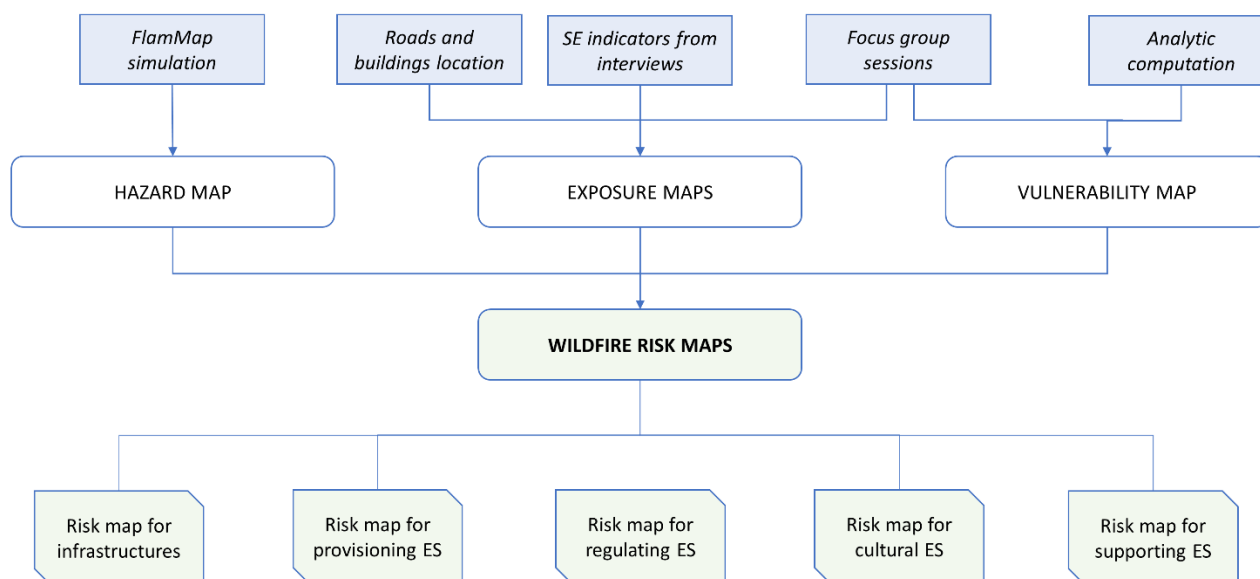 FlamMap
simulation
Roads and
buildings location
SE indicators from
interviews
Focus group
sessions
Analytic
computation
HAZARD MAP
EXPOSURE MAPS
VULNERABILITY MAP
WILDFIRE RISK MAPS
Risk map for
infrastructures
Risk map for
provisioning ES
Risk map for
regulating ES
Risk map for
cultural ES
Risk map for
supporting ES